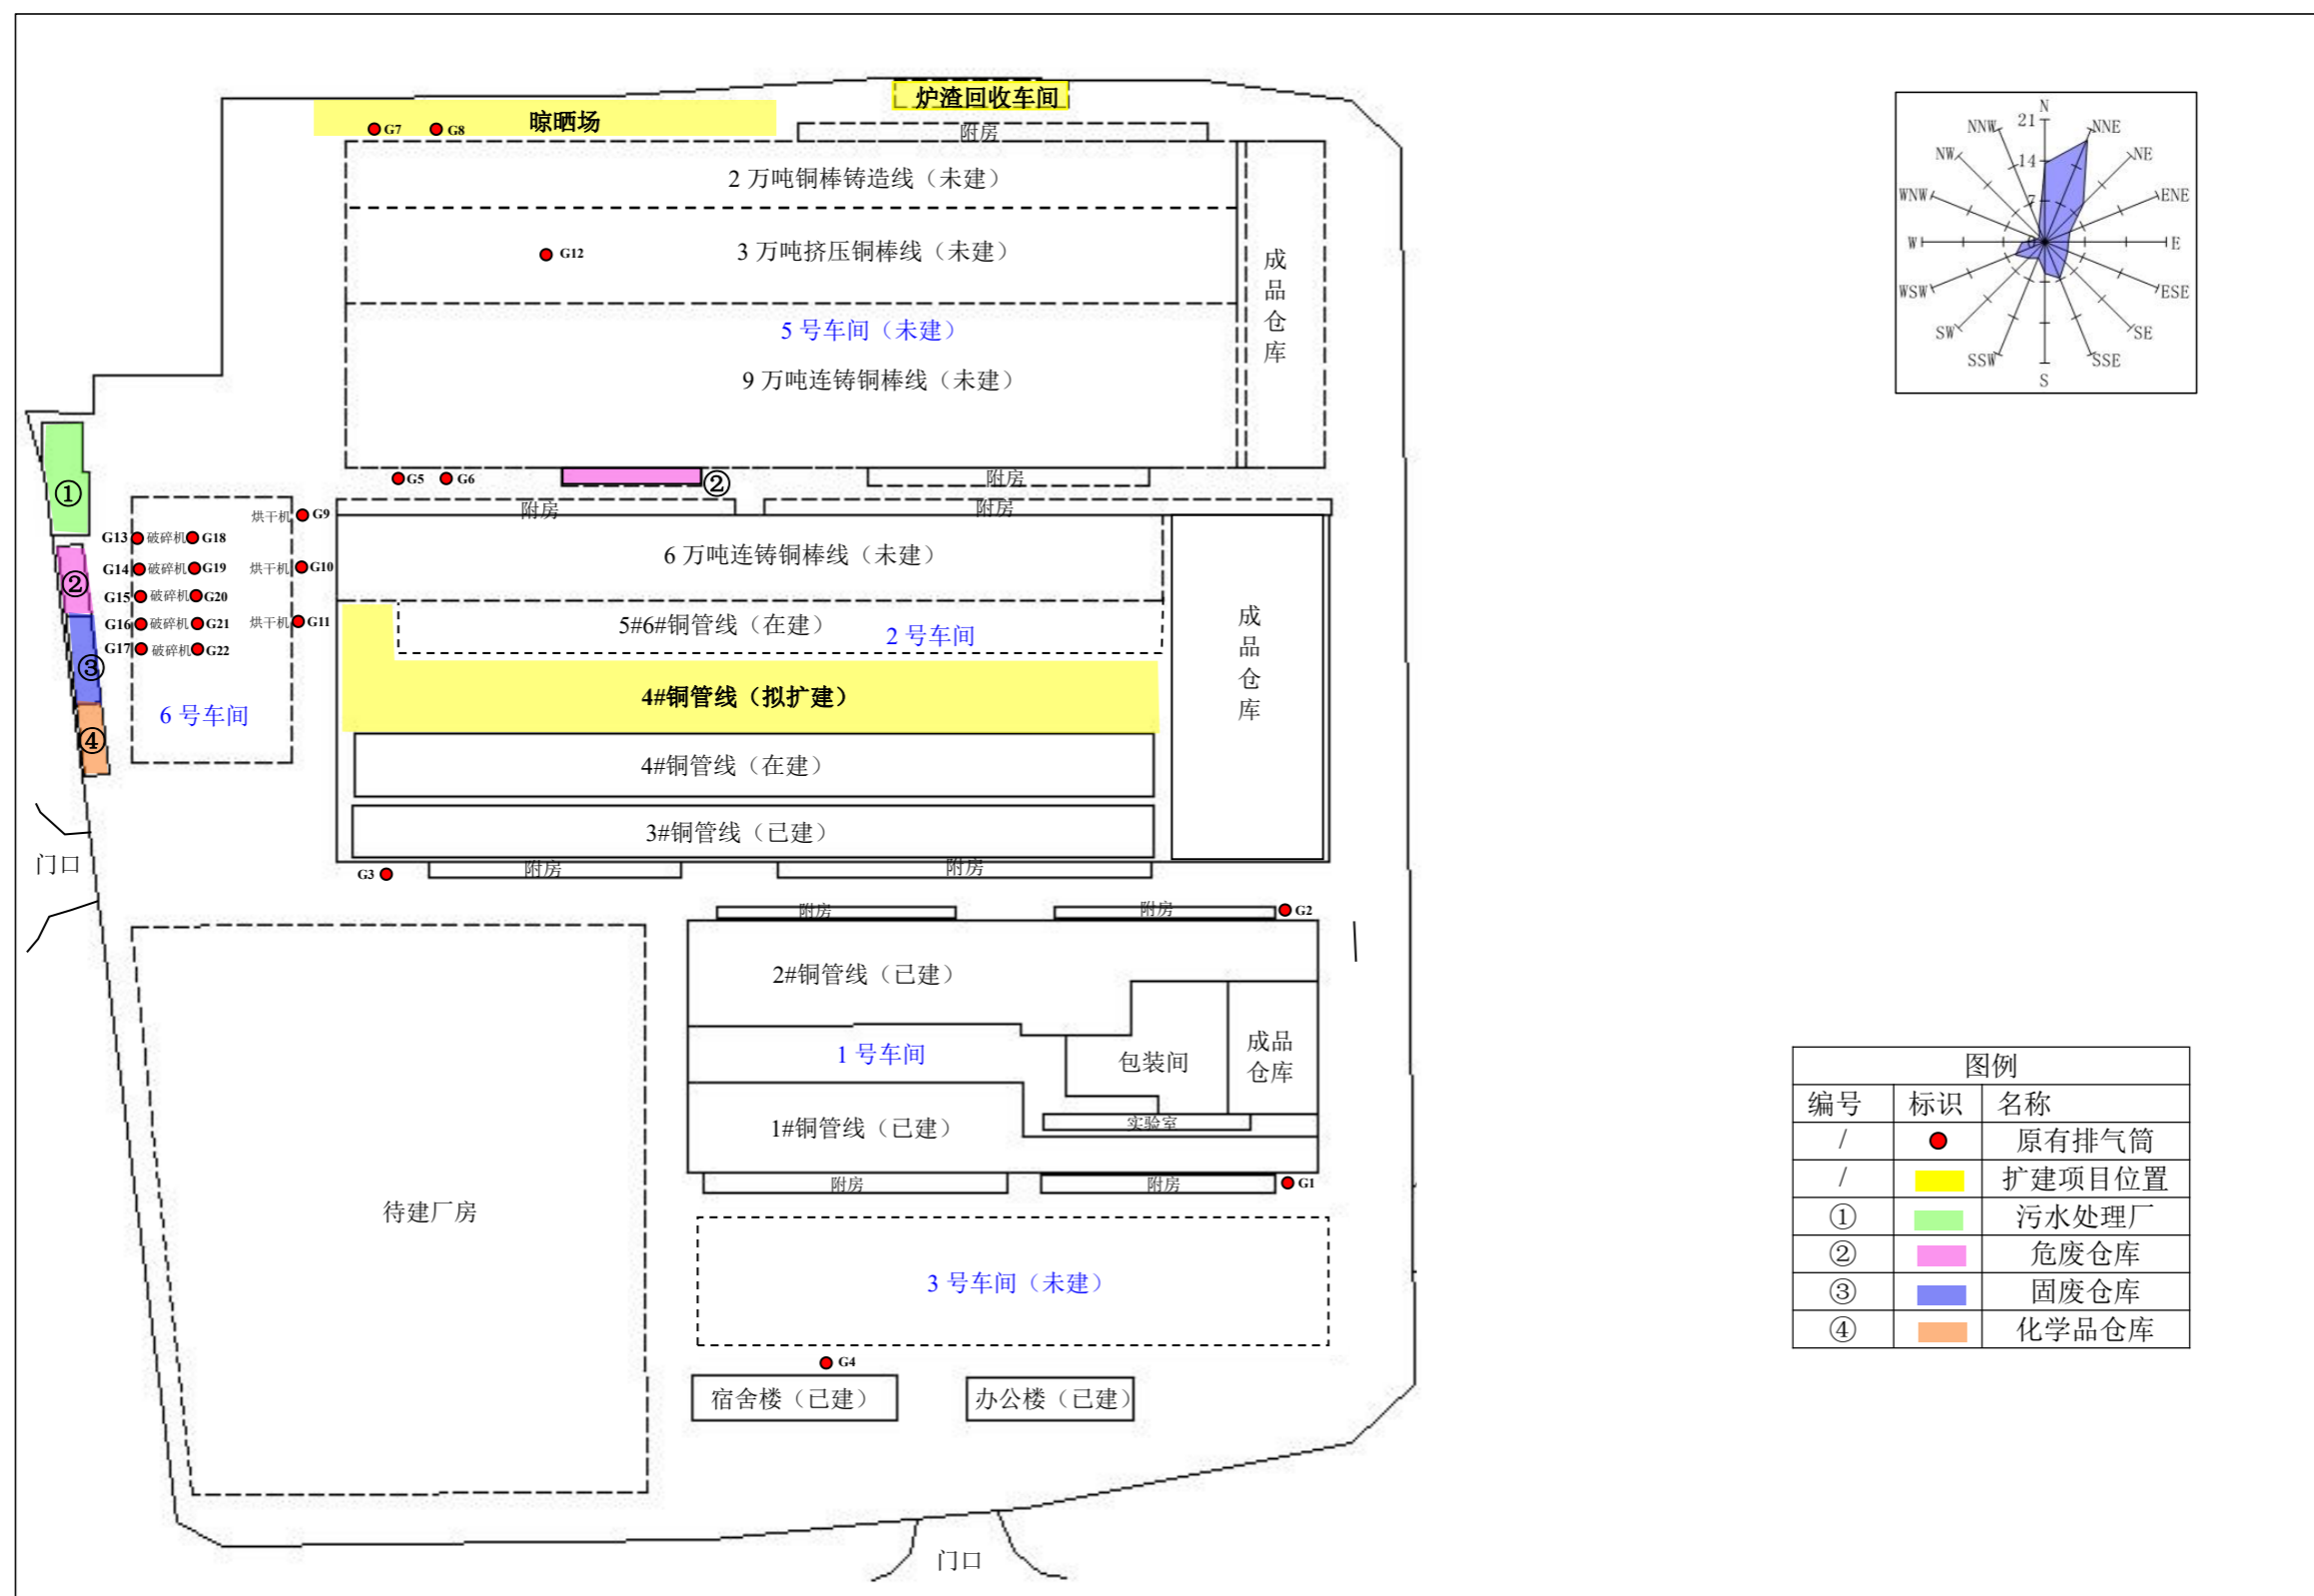 炉渣回收车间
晾晒场
G7
G8
附房
2 万吨铜棒铸造线（未建）
G12
3 万吨挤压铜棒线（未建）
成品仓库
5 号车间（未建）
9 万吨连铸铜棒线（未建）
G5
G6
②
附房
①
附房
附房
烘干机
G9
G13
破碎机
G18
6 万吨连铸铜棒线（未建）
G14
破碎机
G19
烘干机
G10
②
G15
破碎机
G20
G16
破碎机
G21
烘干机
G11
5#6#铜管线（在建）
2 号车间
成品仓库
G17
破碎机
G22
③
4#铜管线（拟扩建）
6 号车间
④
4#铜管线（在建）
3#铜管线（已建）
门口
G3
附房
附房
附房
附房
G2
2#铜管线（已建）
1 号车间
包装间
成品
仓库
1#铜管线（已建）
实验室
附房
附房
G1
待建厂房
3 号车间（未建）
G4
宿舍楼（已建）
办公楼（已建）
门口
N
21
NNW
NNE
NW
14
NE
WNW
7
ENE
W
0
E
WSW
ESE
SW
SE
SSW
SSE
S
图例
编号 标识 名称
/ 原有排气筒
/ 扩建项目位置
① 污水处理厂
② 危废仓库
③ 固废仓库
④ 化学品仓库